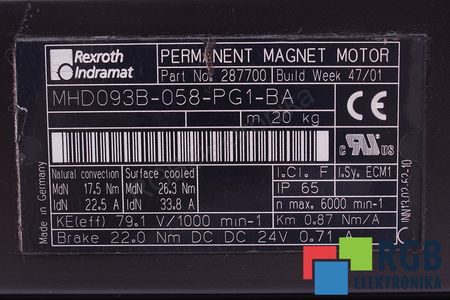 Rexroth
Indramat
PERMANENT MAGNET MOTOR
Part No. 287700 Build Week 47/01
MHD093B-058-PG1-BA
m 20 kg
CE
c RU us
Natural convection Surface cooled
MdN 17.5 Nm MdN 26.3 Nm
IdN 22.5 A IdN 33.8 A
I.Cl. F I.Sy. ECM1
IP 65
n max. 6000 min-1
KE(eff) 79.1 V/1000 min-1 Km 0.87 Nm/A
Brake 22.0 Nm DC DC 24V 0.71 A
Made in Germany
RGB
ELEKTRONIKA